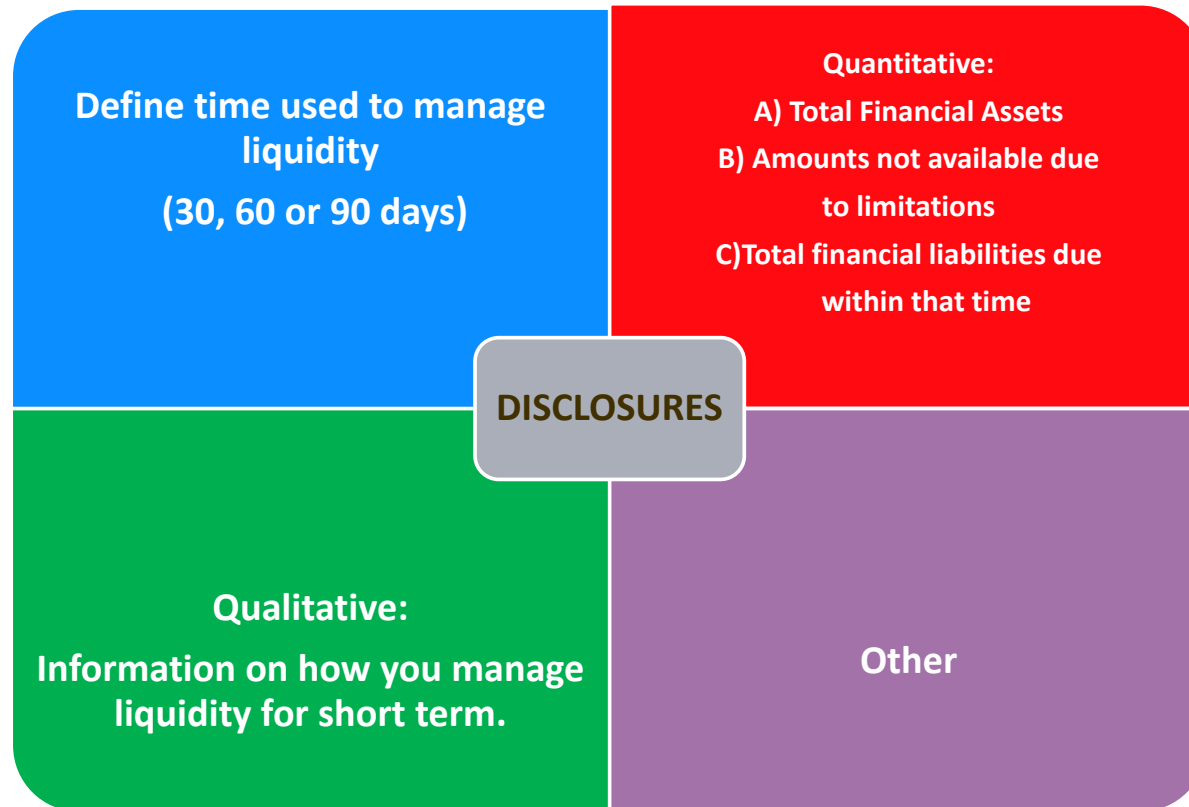 Define time used to manage
liquidity
(30, 60 or 90 days)
Quantitative:
A) Total Financial Assets
B) Amounts not available due
to limitations
C)Total financial liabilities due
within that time
DISCLOSURES
Qualitative:
Information on how you manage
liquidity for short term.
Other